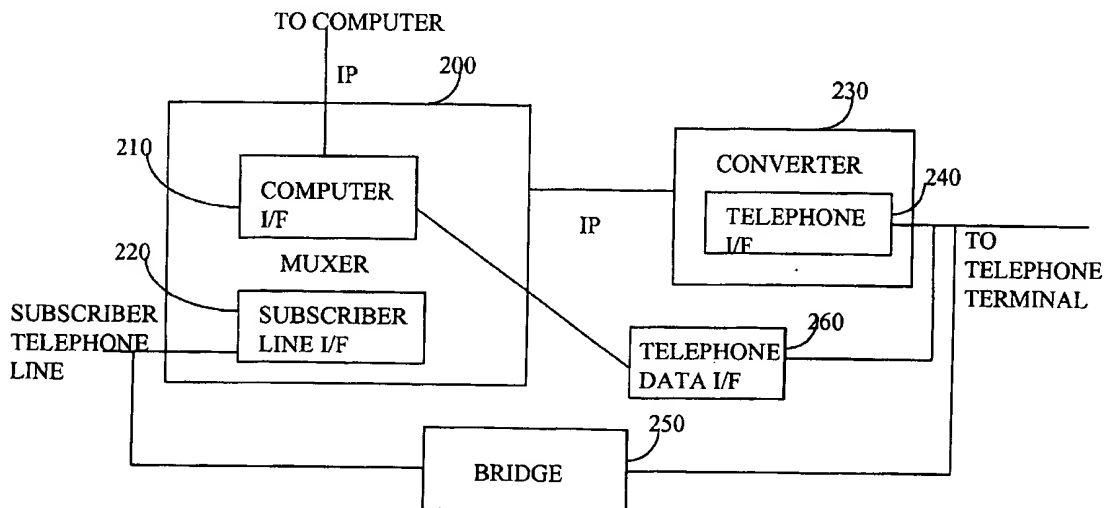 TO COMPUTER
IP
200
230
210
CONVERTER
240
COMPUTER
I/F
TELEPHONE
I/F
IP
TO
TELEPHONE
TERMINAL
MUXER
220
SUBSCRIBER
TELEPHONE
LINE
SUBSCRIBER
LINE I/F
260
TELEPHONE
DATA I/F
250
BRIDGE